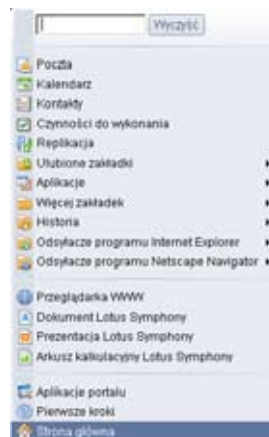 Wyczyść
Poczta
Kalendarz
Kontakty
Czynności do wykonania
Replikacja
Ulubione zakładki
Aplikacje
Więcej zakładek
Historia
Odsyłacze programu Internet Explorer
Odsyłacze programu Netscape Navigator
Przeglądarka WWW
Dokument Lotus Symphony
Prezentacja Lotus Symphony
Arkusz kalkulacyjny Lotus Symphony
Aplikacje portalu
Pierwsze kroki
Strona główna